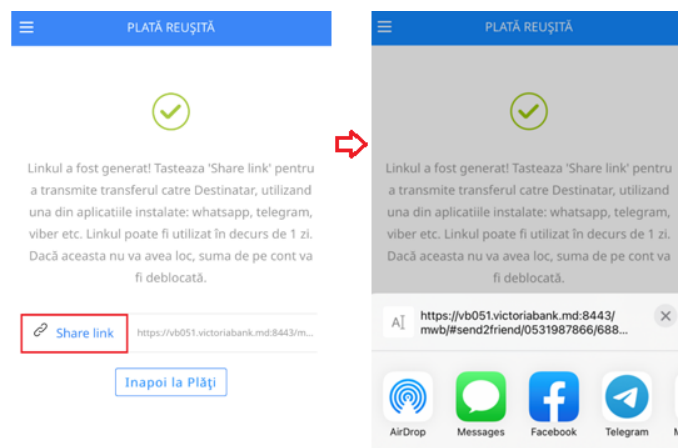 PLATĂ REUȘITĂ
Linkul a fost generat! Tasteaza 'Share link' pentru
a transmite transferul catre Destinatar, utilizand
una din aplicatiile instalate: whatsapp, telegram,
viber etc. Linkul poate fi utilizat în decurs de 1 zi.
Dacă aceasta nu va avea loc, suma de pe cont va
fi deblocată.
Share link
https://vb051.victoriabank.md:8443/m...
Inapoi la Plăți
PLATĂ REUȘITĂ
Linkul a fost generat! Tasteaza 'Share link' pentru
a transmite transferul catre Destinatar, utilizand
una din aplicatiile instalate: whatsapp, telegram,
viber etc. Linkul poate fi utilizat în decurs de 1 zi.
Dacă aceasta nu va avea loc, suma de pe cont va
fi deblocată.
https://vb051.victoriabank.md:8443/
mwb/#send2friend/0531987866/688...
AirDrop
Messages
Facebook
Telegram